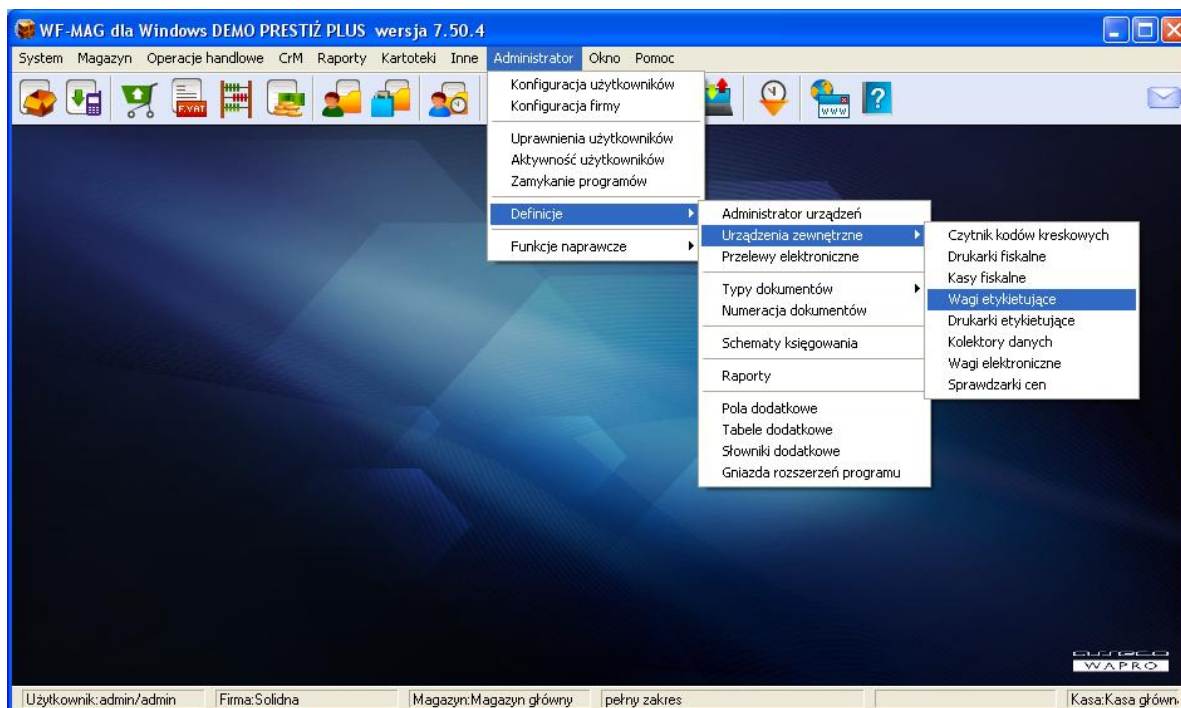 WF-MAG dla Windows DEMO PRESTIŻ PLUS wersja 7.50.4
System Magazyn Operacje handlowe CrM Raporty Kartoteki Inne Administrator Okno Pomoc
F.VAT
WWW
?
Konfiguracja użytkowników
Konfiguracja firmy
Uprawnienia użytkowników
Aktywność użytkowników
Zamykanie programów
Definicje
Funkcje naprawcze
Administrator urządzeń
Urządzenia zewnętrzne
Przelewy elektroniczne
Typy dokumentów
Numeracja dokumentów
Schematy księgowania
Raporty
Pola dodatkowe
Tabele dodatkowe
Słowniki dodatkowe
Gniazda rozszerzeń programu
Czytnik kodów kreskowych
Drukarki fiskalne
Kasy fiskalne
Wagi etykietujące
Drukarki etykietujące
Kolektory danych
Wagi elektroniczne
Sprawdzarki cen
WAPRO
Użytkownik:admin/admin Firma:Solidna Magazyn:Magazyn główny pełny zakres Kasa:Kasa główn